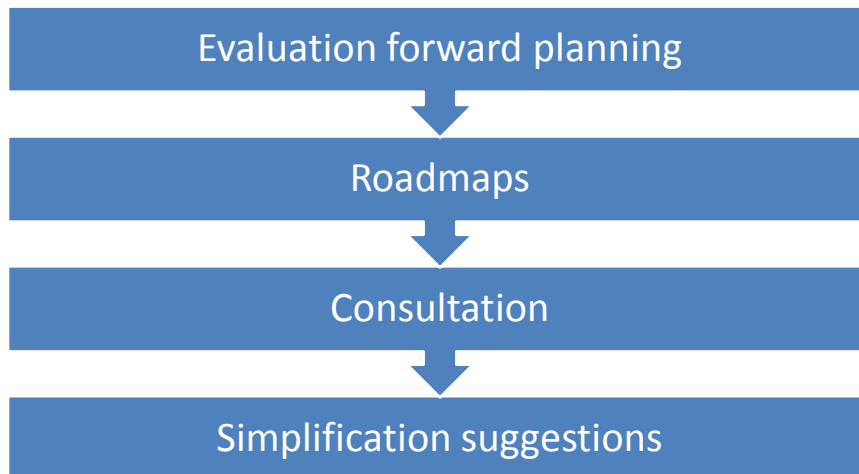 Evaluation forward planning
Roadmaps
Consultation
Simplification suggestions